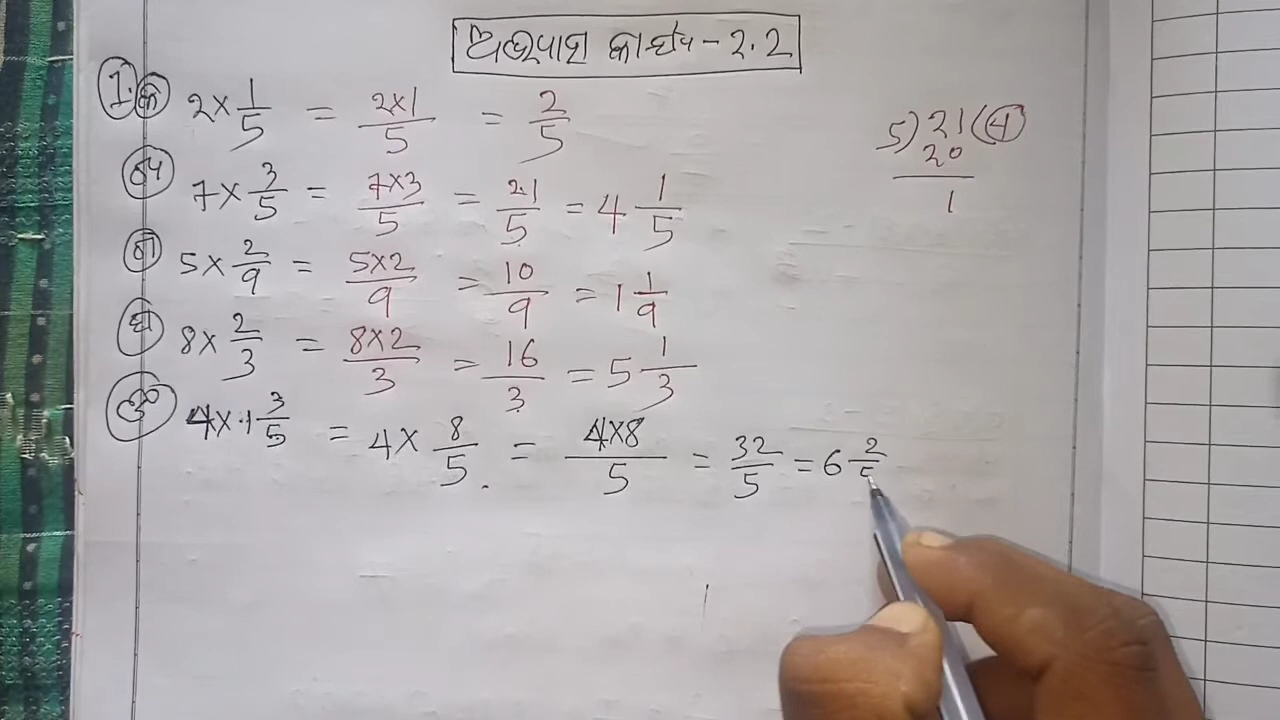 ଅଭ୍ୟାସ କାର୍ଯ୍ୟ - 2.2
1. କ 2 × 1/5 = 2×1/5 = 2/5
ଖ 7 × 3/5 = 7×3/5 = 21/5 = 4 1/5
ଗ 5 × 2/9 = 5×2/9 = 10/9 = 1 1/9
ଘ 8 × 2/3 = 8×2/3 = 16/3 = 5 1/3
ଙ 4 × 1 3/5 = 4 × 8/5 = 4×8/5 = 32/5 = 6 2/5
5) 21 (4
20
1